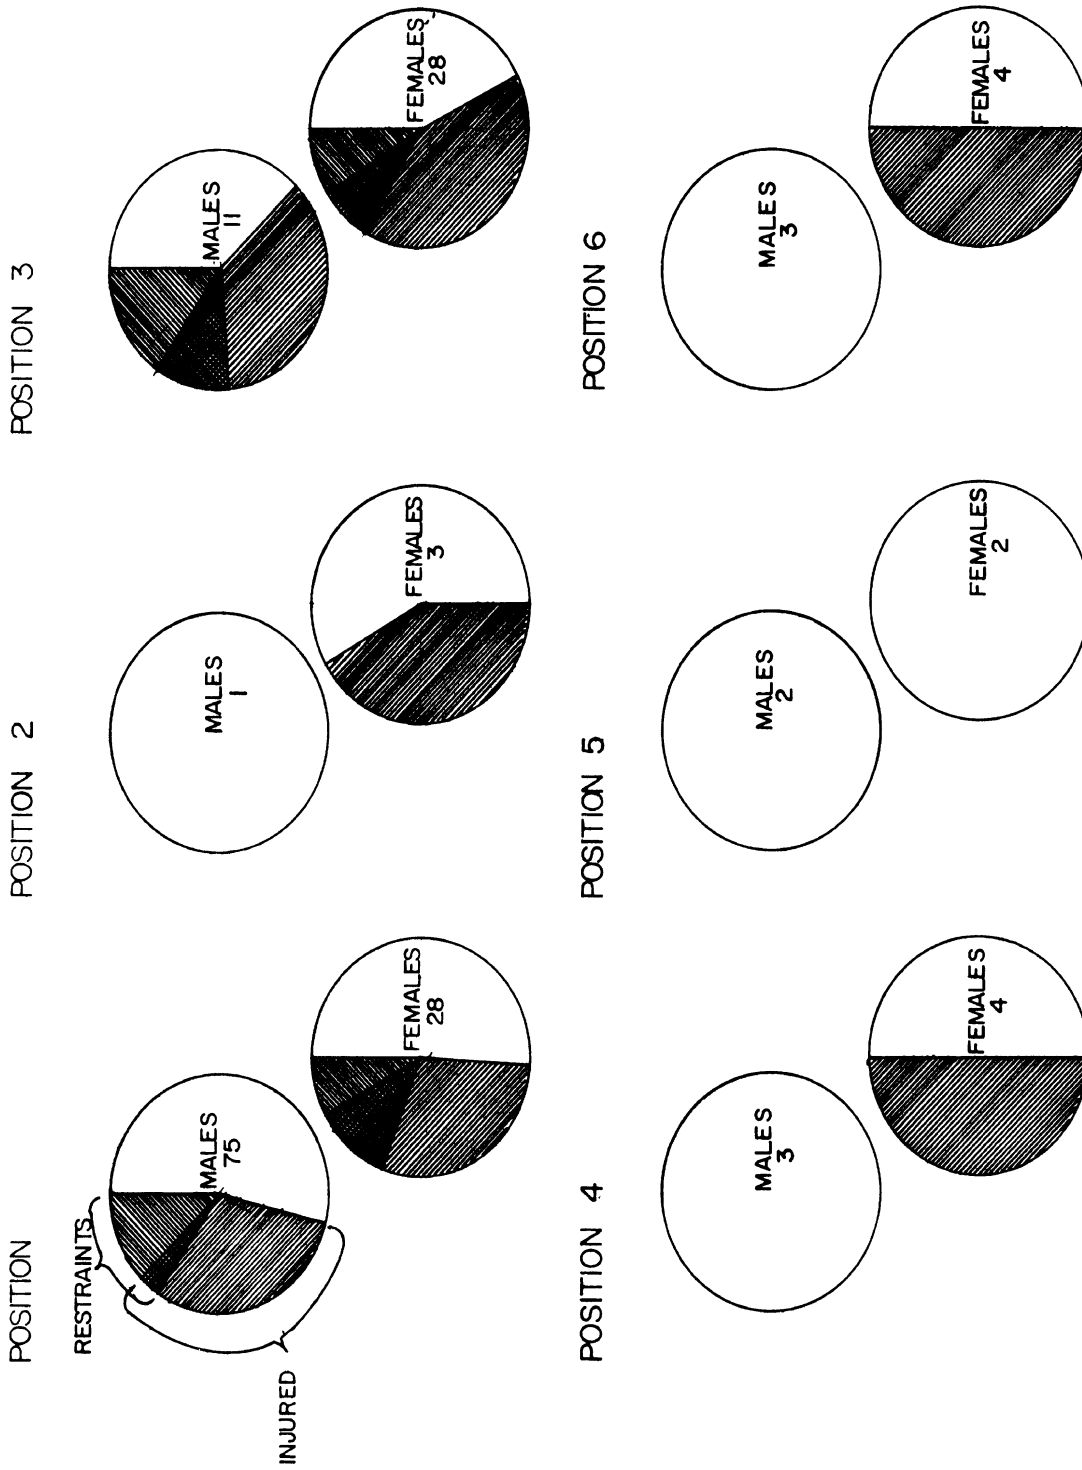 POSITION
RESTRAINTS
INJURED
MALES
75
FEMALES
28
POSITION 2
MALES
1
FEMALES
3
POSITION 3
MALES
11
FEMALES
28
POSITION 4
MALES
3
FEMALES
4
POSITION 5
MALES
2
FEMALES
2
POSITION 6
MALES
3
FEMALES
4